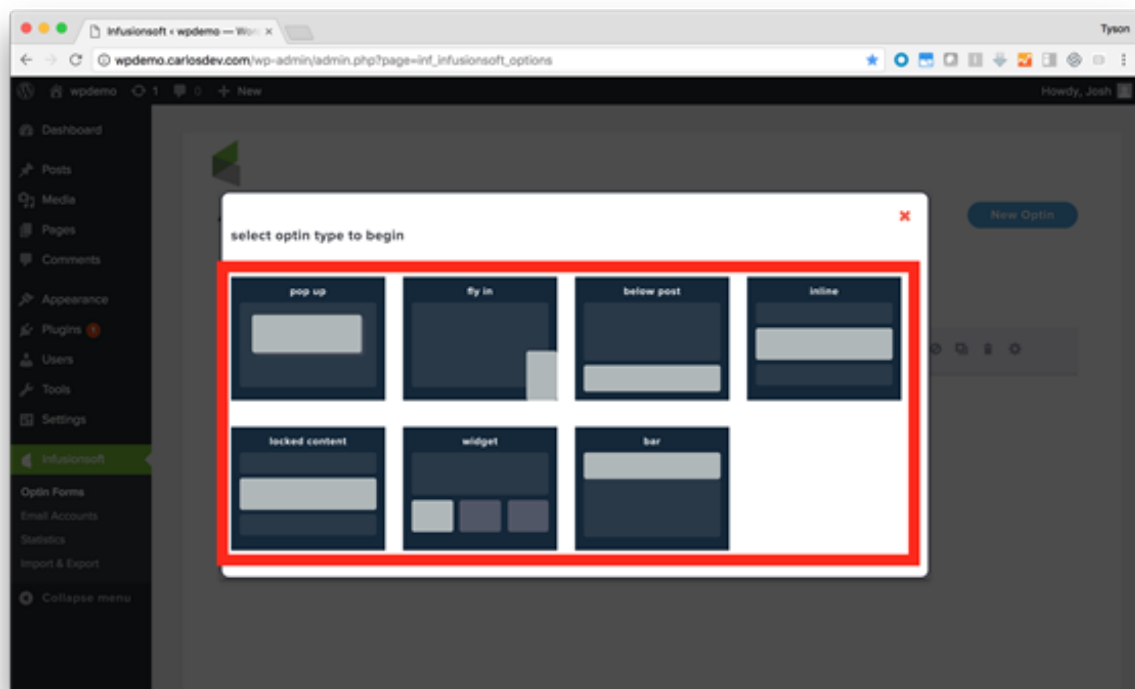 Infusionsoft ‹ wpdemo — Wor
Tyson
wpdemo.carlosdev.com/wp-admin/admin.php?page=inf_infusionsoft_options
wpdemo 1 0 + New
Howdy, Josh
Dashboard
Posts
Media
Pages
Comments
Appearance
Plugins 1
Users
Tools
Settings
Infusionsoft
Optin Forms
Email Accounts
Statistics
Import & Export
Collapse menu
New Optin
select optin type to begin
pop up
fly in
below post
inline
locked content
widget
bar